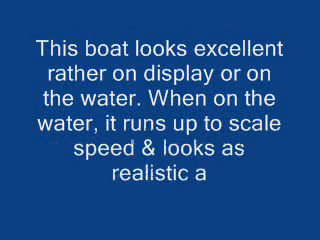 This boat looks excellent
rather on display or on
the water. When on the
water, it runs up to scale
speed & looks as
realistic a